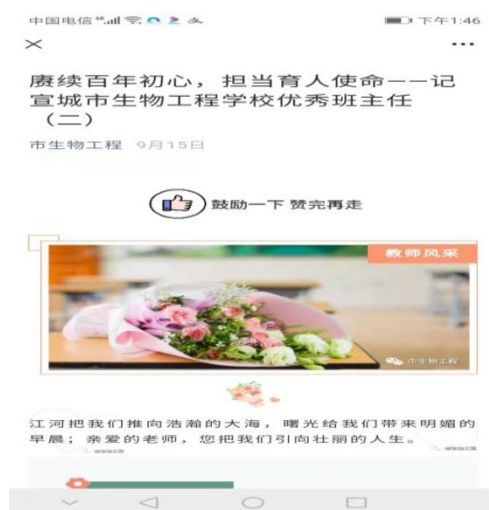 中国电信 46
下午1:46
赓续百年初心，担当育人使命——记
宣城市生物工程学校优秀班主任
（二）
市生物工程 9月15日
鼓励一下 赞完再走
教师风采
市生物工程
江河把我们推向浩瀚的大海，曙光给我们带来明媚的
早晨；亲爱的老师，您把我们引向壮丽的人生。